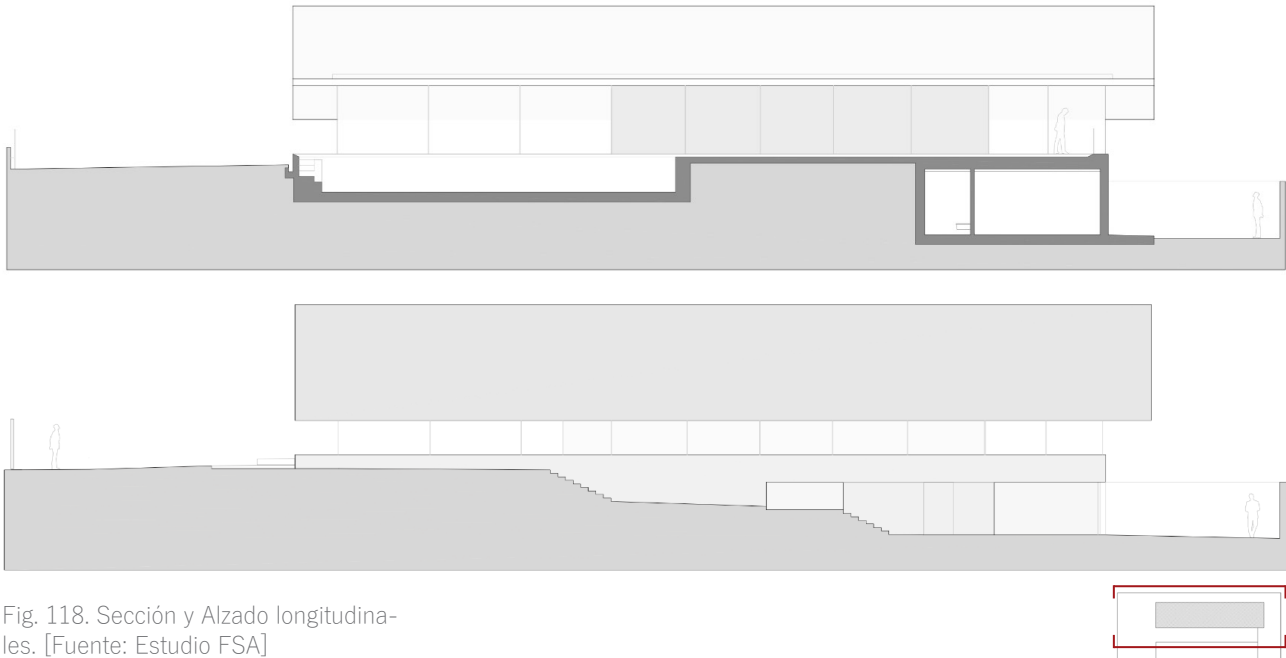 Fig. 118. Sección y Alzado longitudina-
les. [Fuente: Estudio FSA]